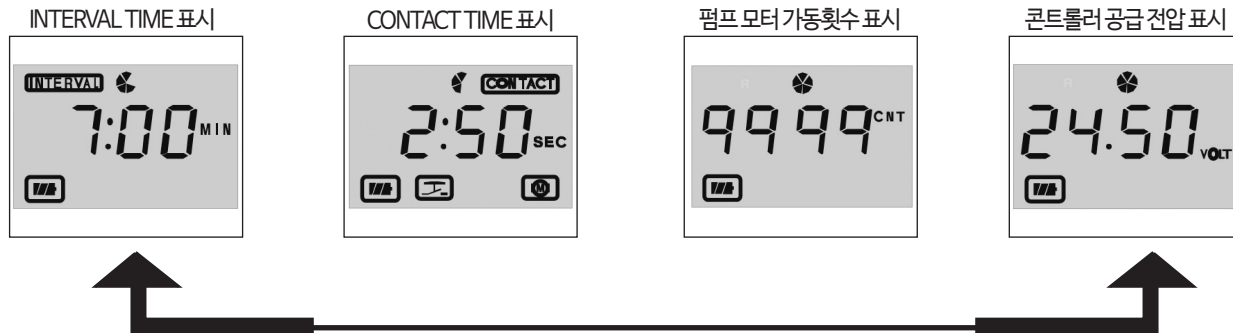 INTERVAL TIME 표시
INTERVAL
7:00 MIN
CONTACT TIME 표시
CONTACT
2:50 SEC
M
펌프 모터 가동횟수 표시
R
9999 CNT
콘트롤러 공급 전압 표시
R
24.50 VOLT